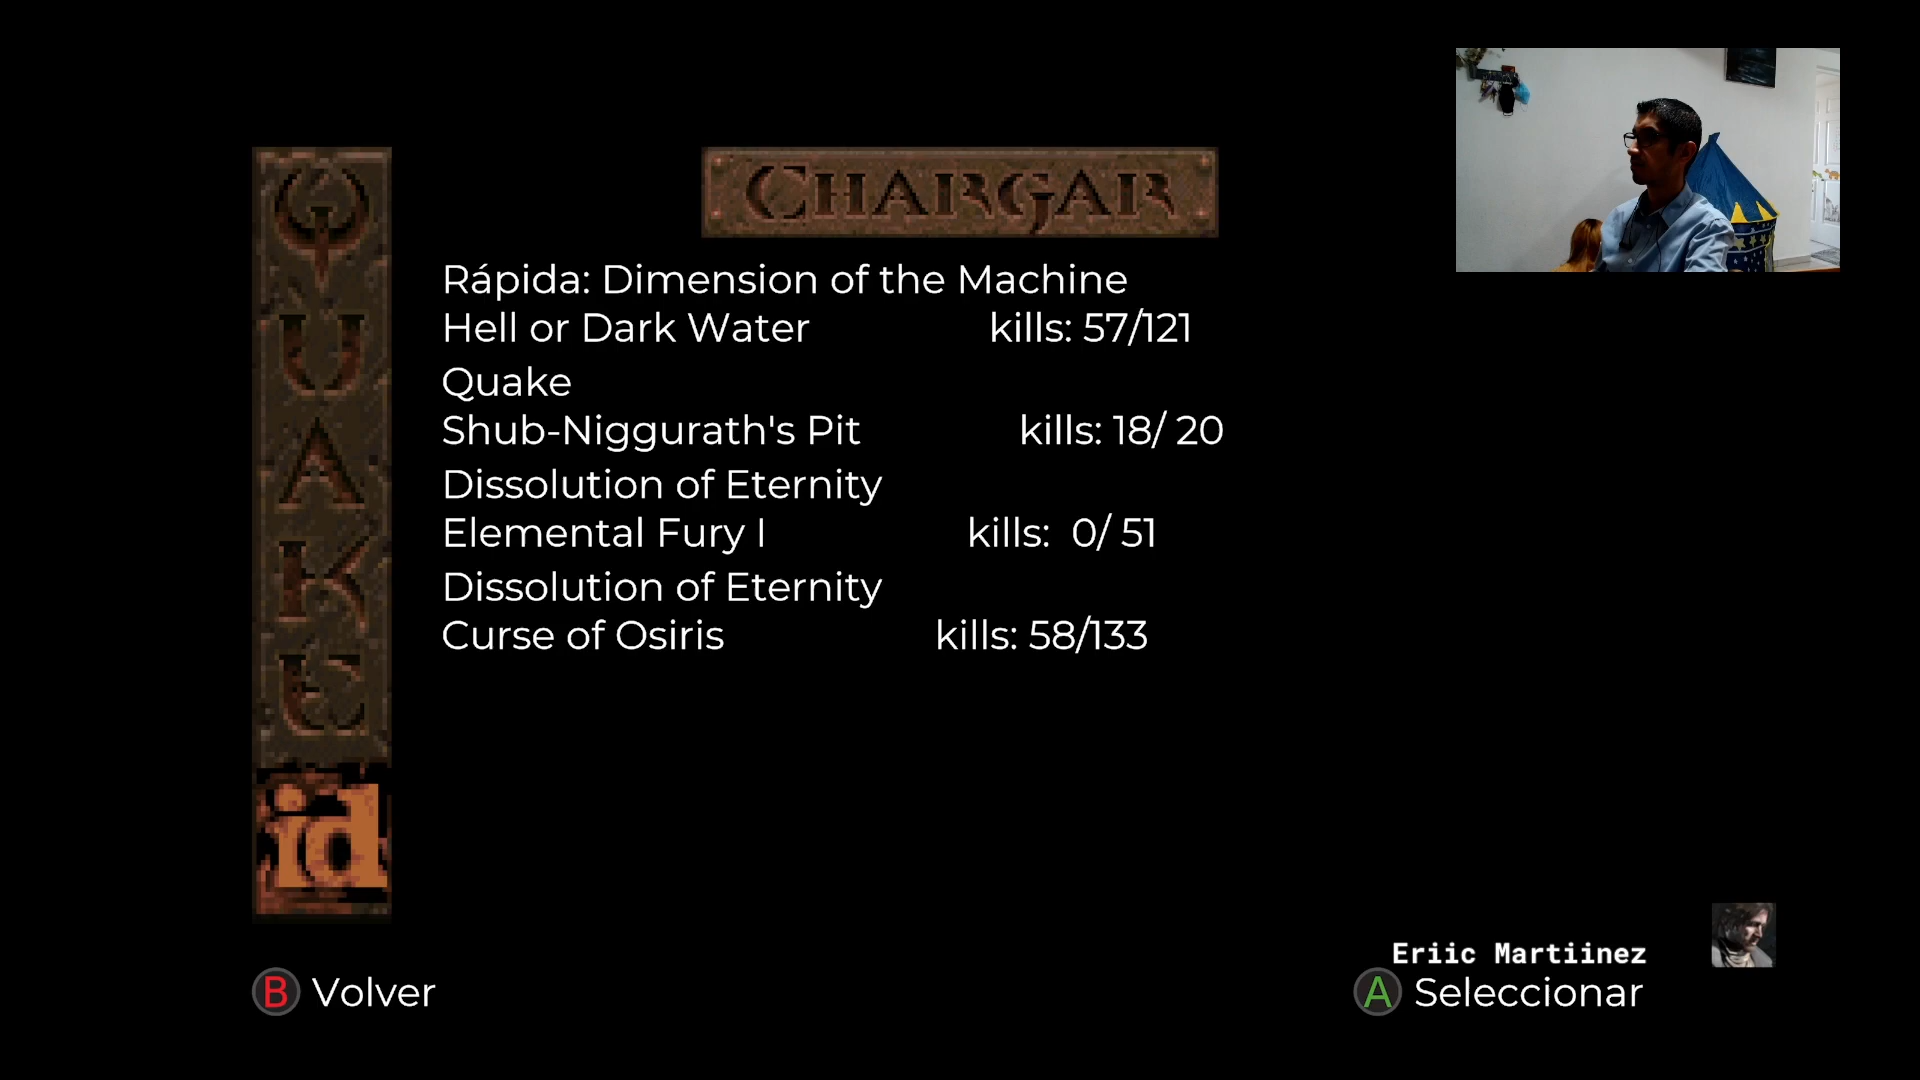 QUAKE
id
CHARGAR
Rápida: Dimension of the Machine
Hell or Dark Water kills: 57/121
Quake
Shub-Niggurath's Pit kills: 18/ 20
Dissolution of Eternity
Elemental Fury I kills: 0/ 51
Dissolution of Eternity
Curse of Osiris kills: 58/133
Eriic Martiinez
B Volver
A Seleccionar